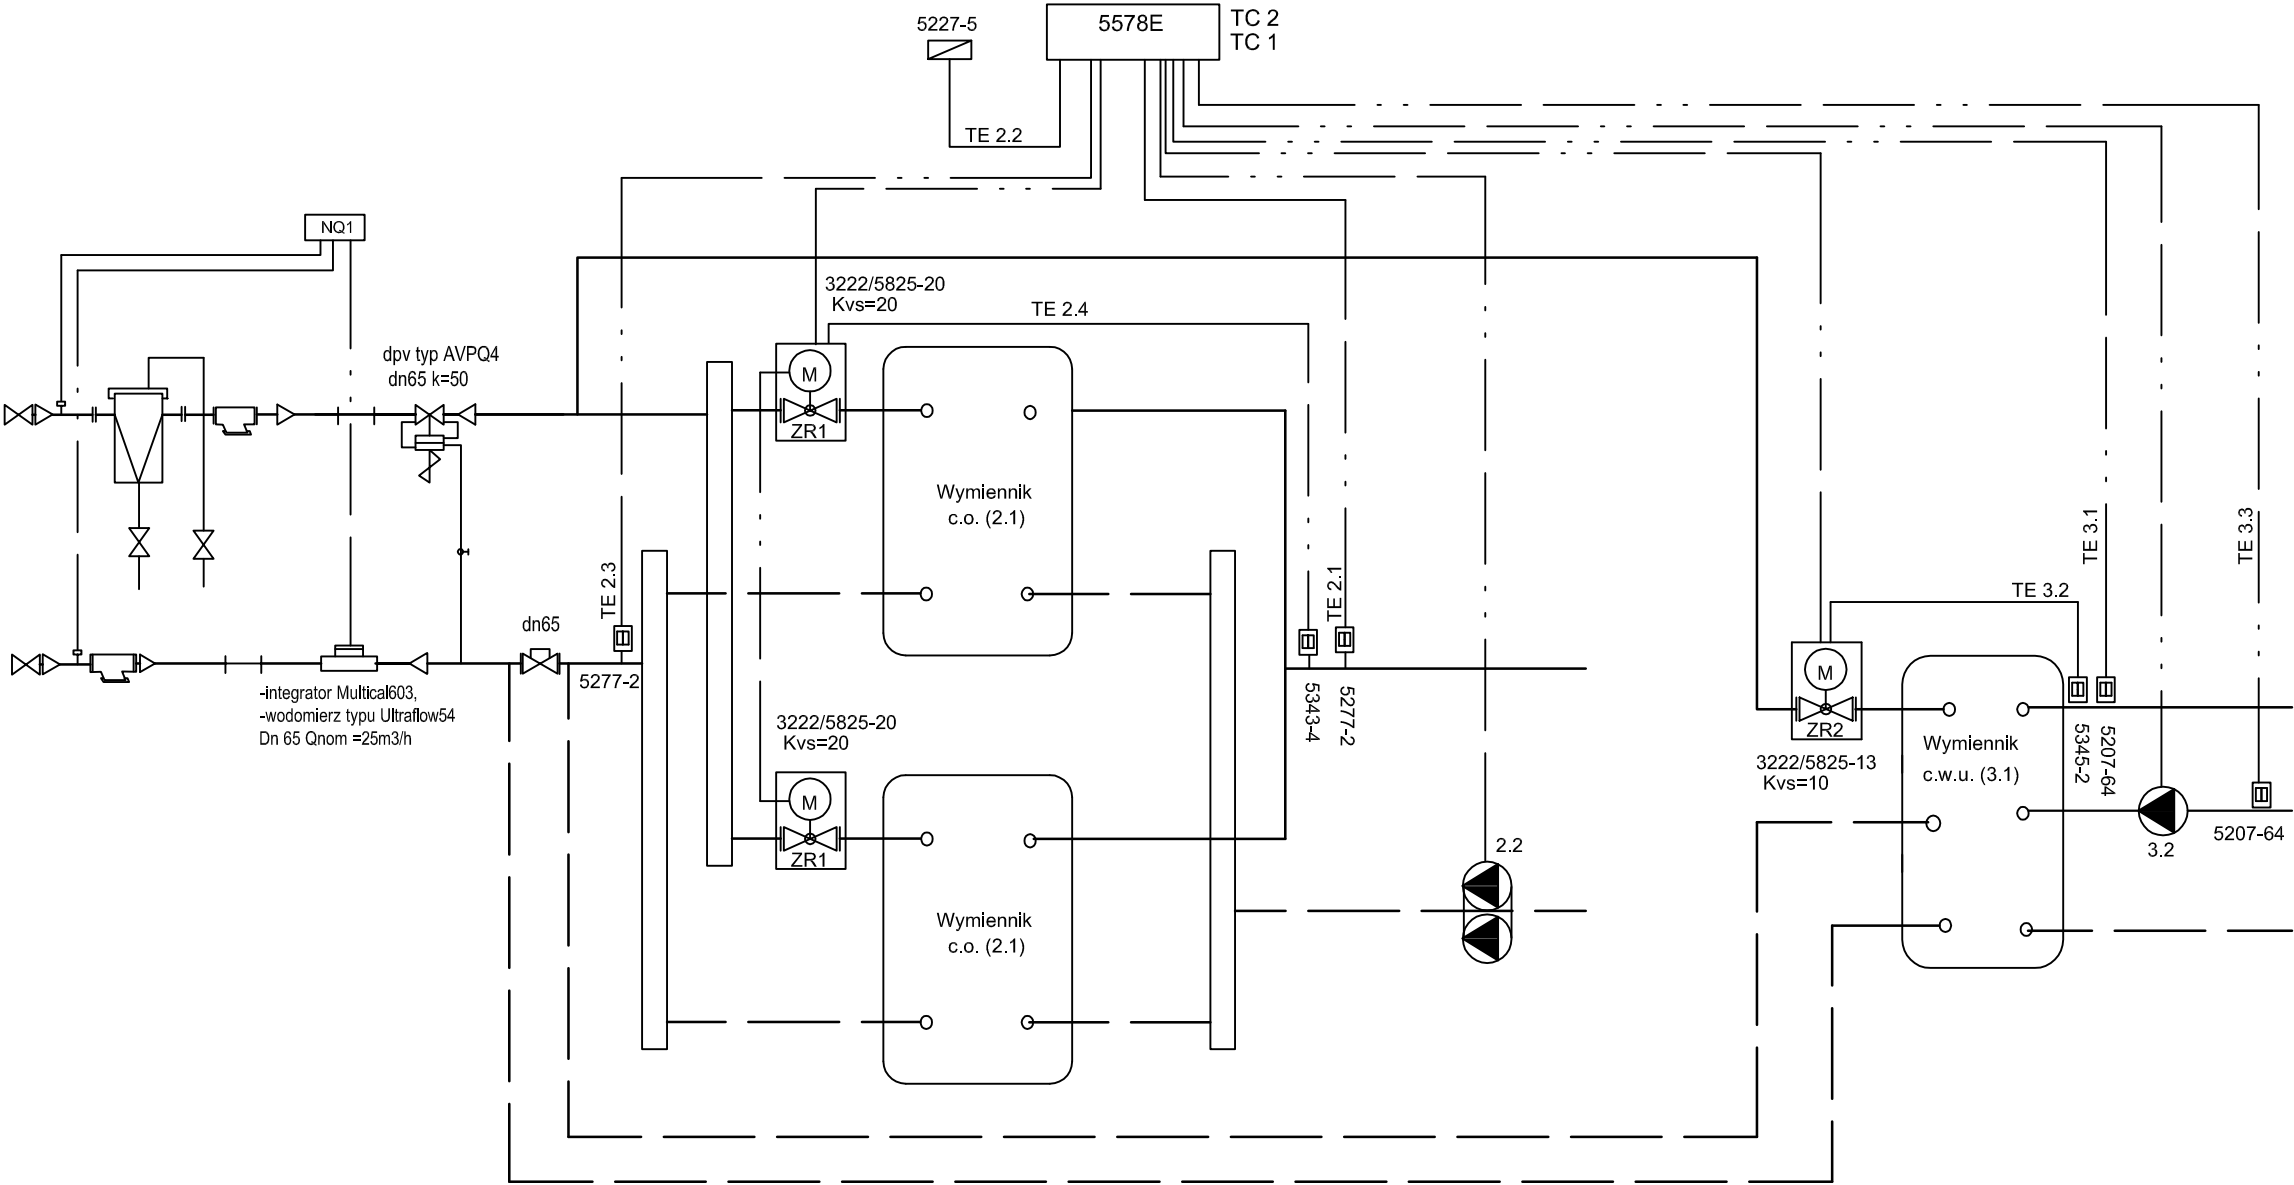 5227-5
5578E
TC 2
TC 1
TE 2.2
NQ1
3222/5825-20
Kvs=20
TE 2.4
dpv typ AVPQ4
dn65 k=50
M
ZR1
Wymiennik
c.o. (2.1)
TE 2.3
TE 2.1
TE 3.1
TE 3.3
TE 3.2
dn65
5277-2
5343-4
5277-2
-integrator Multical603,
-wodomierz typu Ultraflow54
Dn 65 Qnom =25m3/h
3222/5825-20
Kvs=20
M
ZR1
M
ZR2
3222/5825-13
Kvs=10
Wymiennik
c.w.u. (3.1)
5345-2
5207-64
2.2
3.2
5207-64
Wymiennik
c.o. (2.1)